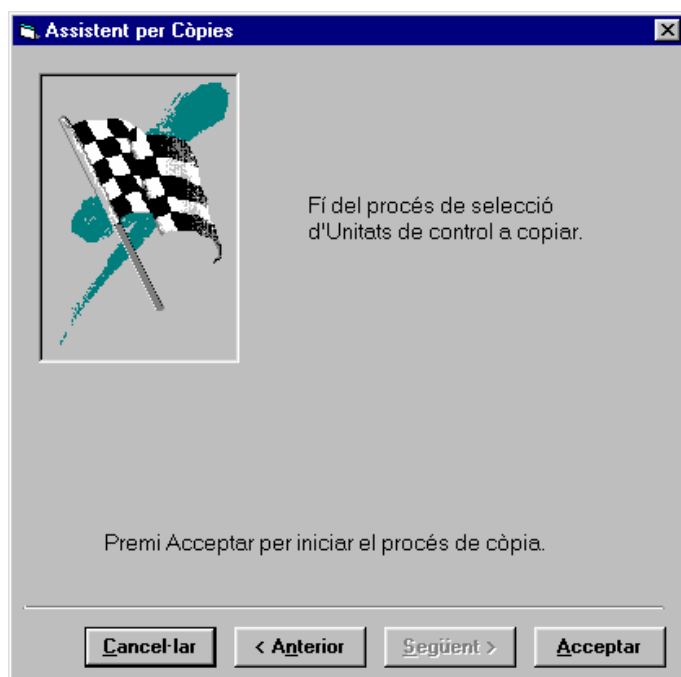 Assistent per Còpies
Fí del procés de selecció
d'Unitats de control a copiar.
Premi Acceptar per iniciar el procés de còpia.
Cancel·lar
< Anterior
Següent >
Acceptar